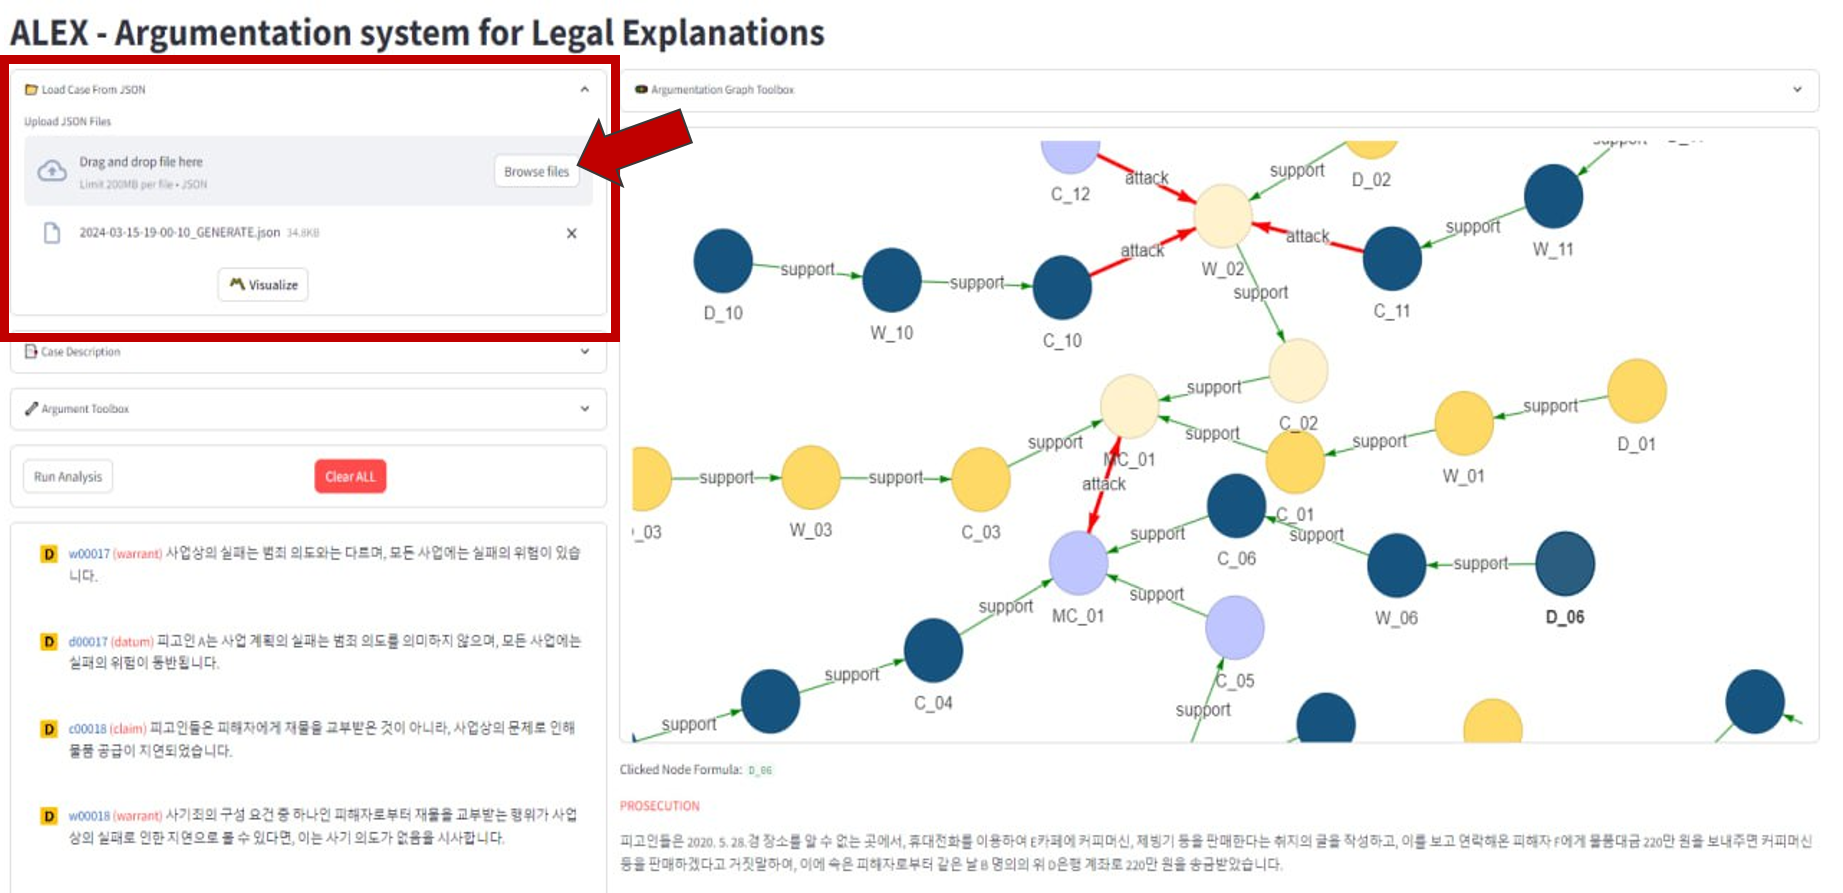 ALEX - Argumentation system for Legal Explanations
Load Case From JSON
Upload JSON Files
Drag and drop file here
Limit 200MB per file • JSON
Browse files
2024-03-15-19-00-10_GENERATE.json 34.8KB
Visualize
Case Description
Argument Toolbox
Run Analysis
Clear ALL
D w00017 (warrant) 사업상의 실패는 범죄 의도와는 다르며, 모든 사업에는 실패의 위험이 있습
니다.
D d00017 (datum) 피고인 A는 사업 계획의 실패는 범죄 의도를 의미하지 않으며, 모든 사업에는
실패의 위험이 동반됩니다.
D c00018 (claim) 피고인들은 피해자에게 재물을 교부받은 것이 아니라, 사업상의 문제로 인해
물품 공급이 지연되었습니다.
D w00018 (warrant) 사기죄의 구성 요건 중 하나인 피해자로부터 재물을 교부받는 행위가 사업
상의 실패로 인한 지연으로 볼 수 있다면, 이는 사기 의도가 없음을 시사합니다.
Argumentation Graph Toolbox
support
attack
support
C_12
D_02
support
W_11
attack
attack
W_02
support
D_10
support
W_10
support
C_10
C_11
support
support
C_02
support
D_01
MC_01
support
support
W_01
support
C_01
attack
_03
support
W_03
support
C_03
support
C_06
support
support
W_06
D_06
MC_01
support
support
C_05
support
C_04
support
support
Clicked Node Formula: D_06
PROSECUTION
피고인들은 2020. 5. 28.경 장소를 알 수 없는 곳에서, 휴대전화를 이용하여 E카페에 커피머신, 제빙기 등을 판매한다는 취지의 글을 작성하고, 이를 보고 연락해온 피해자 F에게 물품대금 220만 원을 보내주면 커피머신
등을 판매하겠다고 거짓말하여, 이에 속은 피해자로부터 같은 날 B 명의의 위 D은행 계좌로 220만 원을 송금받았습니다.